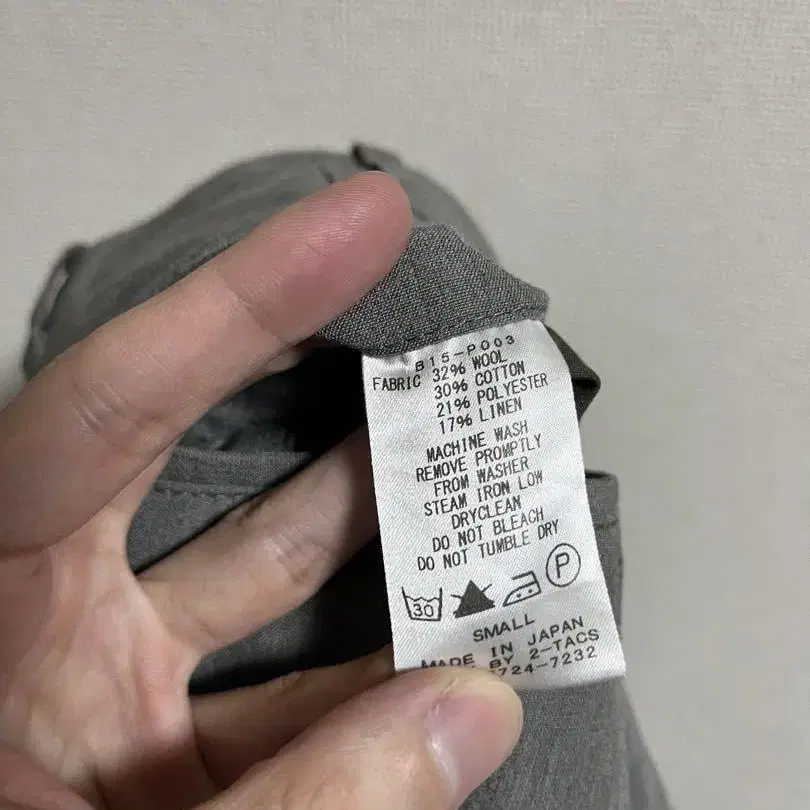 B15-P003
FABRIC 32% WOOL
30% COTTON
21% POLYESTER
17% LINEN
MACHINE WASH
REMOVE PROMPTLY
FROM WASHER
STEAM IRON LOW
DRYCLEAN
DO NOT BLEACH
DO NOT TUMBLE DRY
30 P
SMALL
MADE IN JAPAN
BY 2-TACS
724-7232